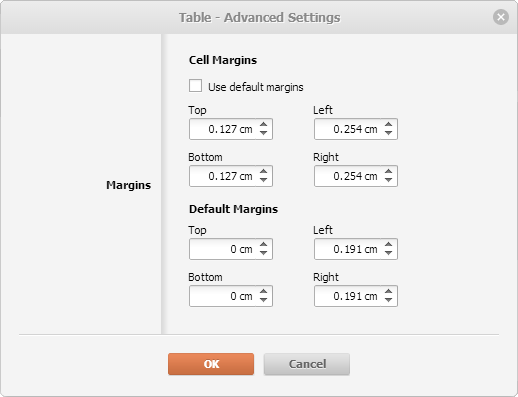 Table - Advanced Settings
Cell Margins
Use default margins
Top Left
0.127 cm 0.254 cm
Bottom Right
0.127 cm 0.254 cm
Margins
Default Margins
Top Left
0 cm 0.191 cm
Bottom Right
0 cm 0.191 cm
OK Cancel